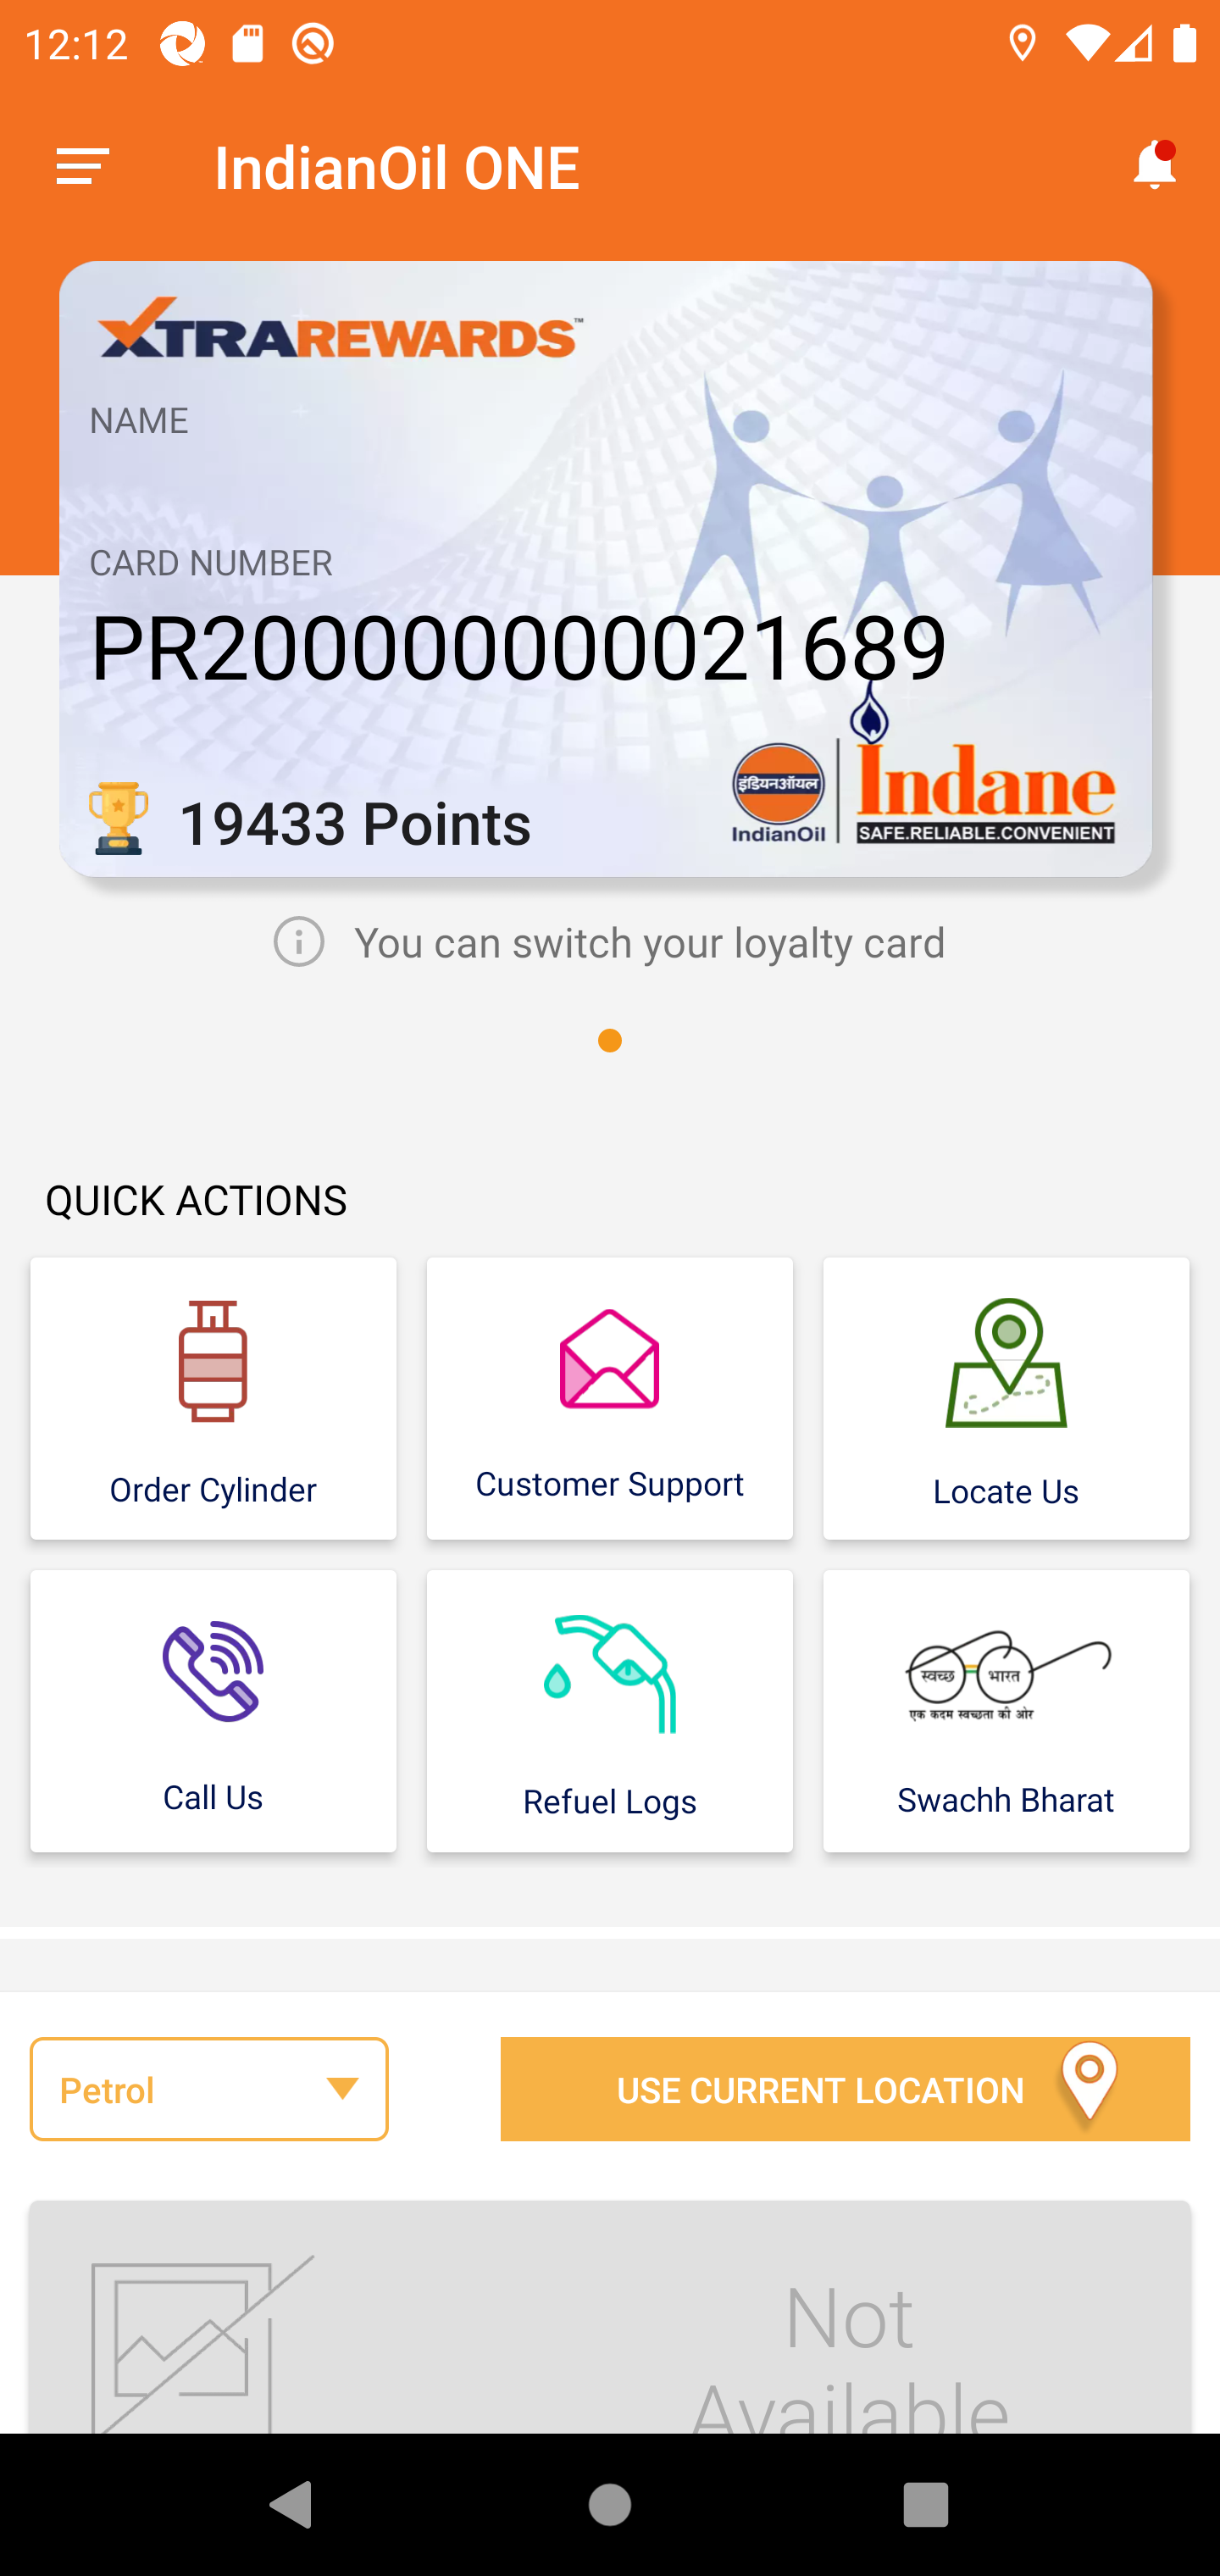 12:12
IndianOil ONE
XTRAREWARDS™
NAME
CARD NUMBER
PR200000000021689
19433 Points
इंडियनऑयल
IndianOil
Indane
SAFE.RELIABLE.CONVENIENT
You can switch your loyalty card
QUICK ACTIONS
Order Cylinder
Customer Support
Locate Us
Call Us
Refuel Logs
स्वच्छ भारत
एक कदम स्वच्छता की ओर
Swachh Bharat
Petrol
USE CURRENT LOCATION
Not
Available